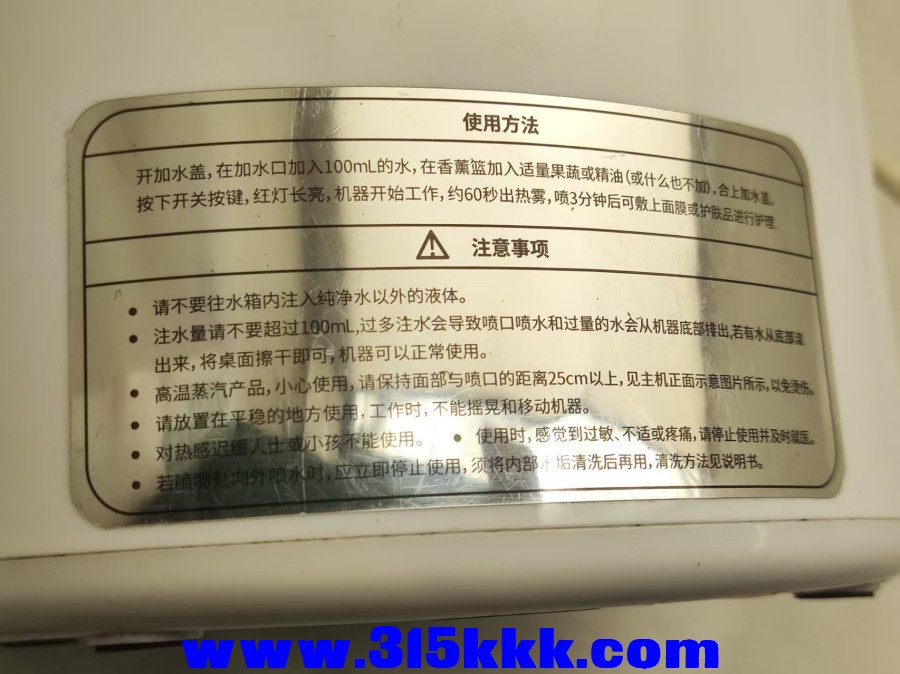 使用方法
开加水盖，在加水口加入100mL的水，在香薰篮加入适量果蔬或精油(或什么也不加)，合上加水盖。
按下开关按键，红灯长亮，机器开始工作，约60秒出热雾，喷3分钟后可敷上面膜或护肤品进行护理
注意事项
● 请不要往水箱内注入纯净水以外的液体。
● 注水量请不要超过100mL,过多注水会导致喷口喷水和过量的水会从机器底部排出,若有水从底部流
出来，将桌面擦干即可，机器可以正常使用。
● 高温蒸汽产品，小心使用，请保持面部与喷口的距离25cm以上，见主机正面示意图片所示，以免烫伤。
● 请放置在平稳的地方使用，工作时，不能摇晃和移动机器。
● 对热感迟缓人士或小孩不能使用。 ● 使用时，感觉到过敏、不适或疼痛，请停止使用并及时就医。
● 若喷嘴处向外喷水时，应立即停止使用，须将内部水垢清洗后再用，清洗方法见说明书。
www.315kkk.com